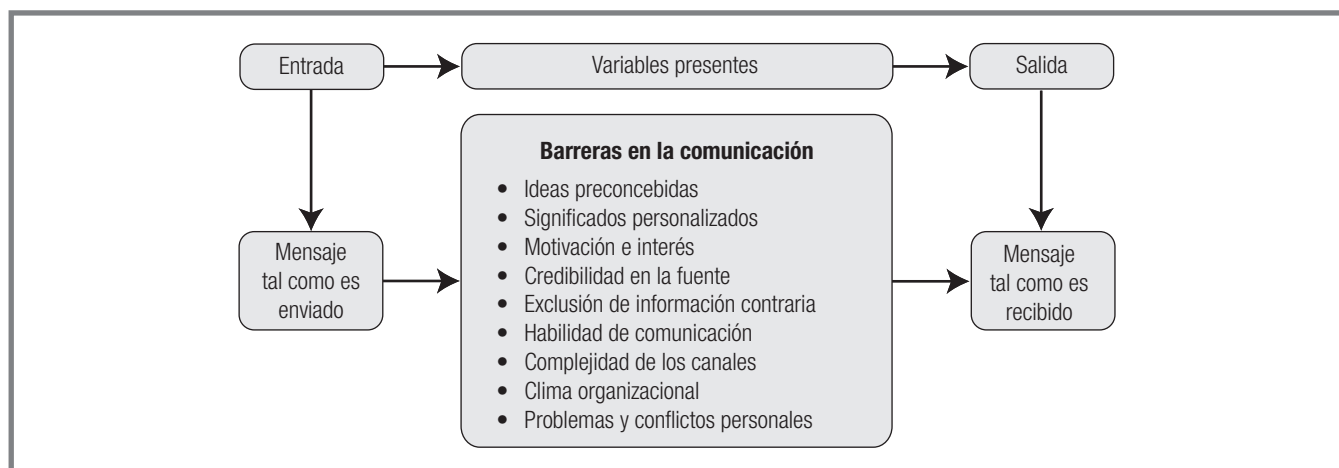 Entrada
Variables presentes
Salida
Barreras en la comunicación
• Ideas preconcebidas
• Significados personalizados
• Motivación e interés
• Credibilidad en la fuente
• Exclusión de información contraria
• Habilidad de comunicación
• Complejidad de los canales
• Clima organizacional
• Problemas y conflictos personales
Mensaje
tal como es
enviado
Mensaje
tal como es
recibido